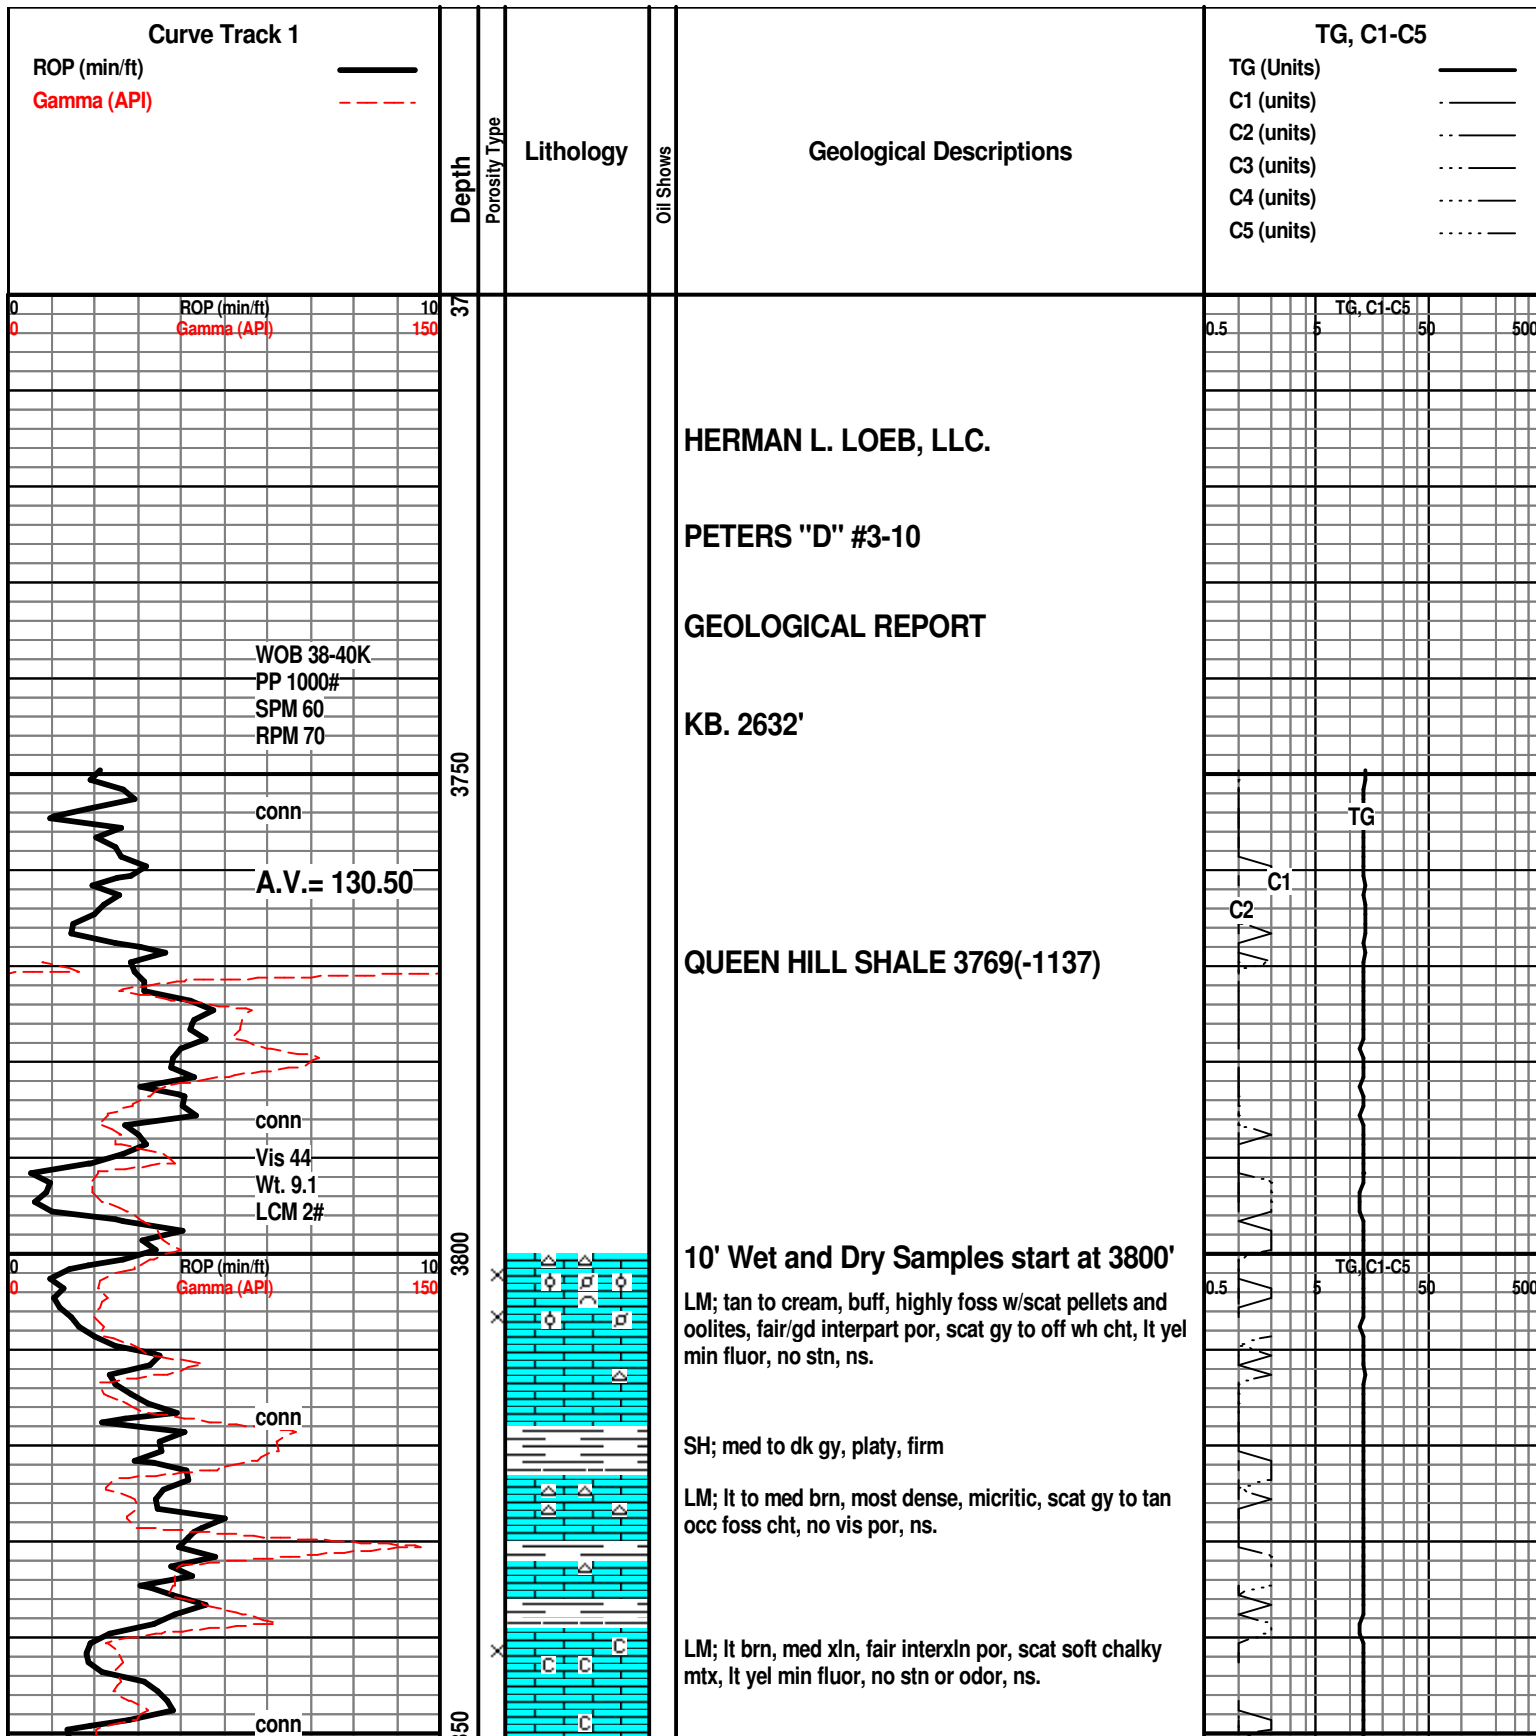 Curve Track 1
ROP (min/ft)
Gamma (API)
Depth
Porosity Type
Lithology
Oil Shows
Geological Descriptions
TG, C1-C5
TG (Units)
C1 (units)
C2 (units)
C3 (units)
C4 (units)
C5 (units)
0 ROP (min/ft) 10
0 Gamma (API) 150
37
TG, C1-C5
0.5 5 50 500
HERMAN L. LOEB, LLC.
PETERS "D" #3-10
GEOLOGICAL REPORT
WOB 38-40K
PP 1000#
SPM 60
RPM 70
KB. 2632'
3750
conn
TG
A.V.= 130.50
C1
C2
QUEEN HILL SHALE 3769(-1137)
conn
Vis 44
Wt. 9.1
LCM 2#
3800
10' Wet and Dry Samples start at 3800'
0 ROP (min/ft) 10
0 Gamma (API) 150
TG, C1-C5
0.5 5 50 500
LM; tan to cream, buff, highly foss w/scat pellets and
oolites, fair/gd interpart por, scat gy to off wh cht, lt yel
min fluor, no stn, ns.
conn
SH; med to dk gy, platy, firm
LM; lt to med brn, most dense, micritic, scat gy to tan
occ foss cht, no vis por, ns.
LM; lt brn, med xln, fair interxln por, scat soft chalky
mtx, lt yel min fluor, no stn or odor, ns.
C
C C
C
conn
50